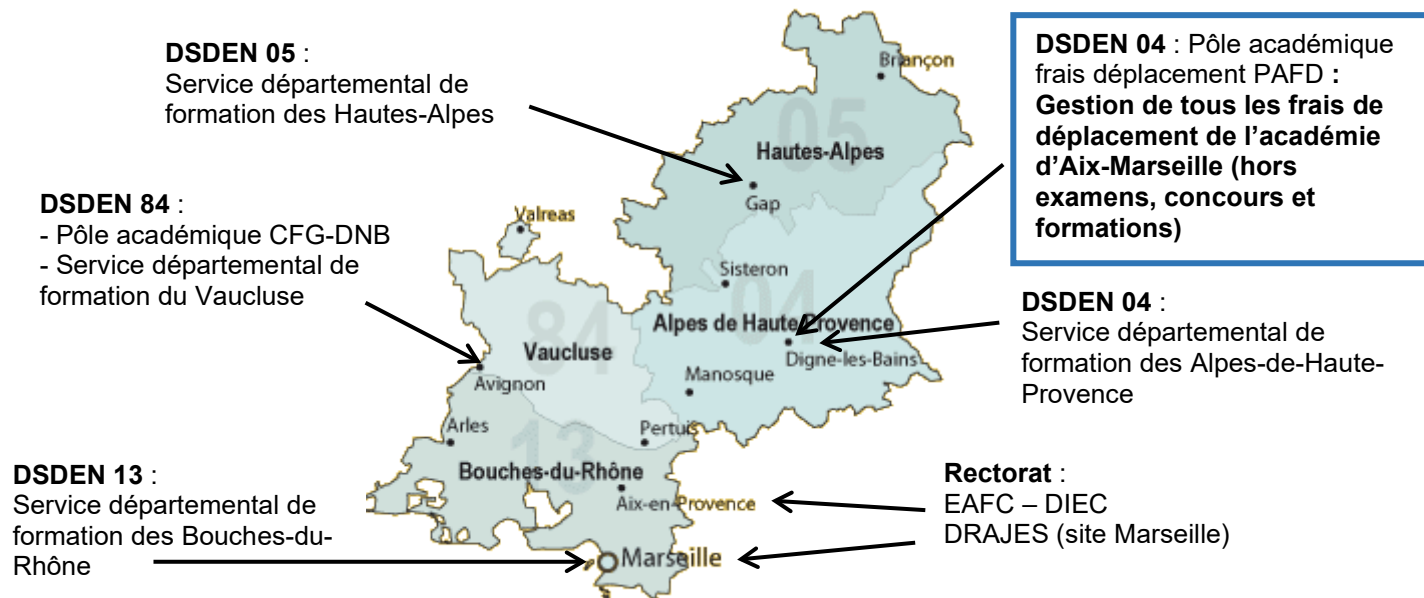 DSDEN 05 :
Service départemental de
formation des Hautes-Alpes
DSDEN 84 :
- Pôle académique CFG-DNB
- Service départemental de
formation du Vaucluse
DSDEN 13 :
Service départemental de
formation des Bouches-du-
Rhône
Briançon
05
Hautes-Alpes
Gap
Valreas
Sisteron
04
Alpes de Haute Provence
Digne-les-Bains
84
Vaucluse
Manosque
Avignon
Arles
Pertuis
13
Bouches-du-Rhône
Aix-en-Provence
Marseille
DSDEN 04 : Pôle académique
frais déplacement PAFD :
Gestion de tous les frais de
déplacement de l’académie
d’Aix-Marseille (hors
examens, concours et
formations)
DSDEN 04 :
Service départemental de
formation des Alpes-de-Haute-
Provence
Rectorat :
EAFC – DIEC
DRAJES (site Marseille)